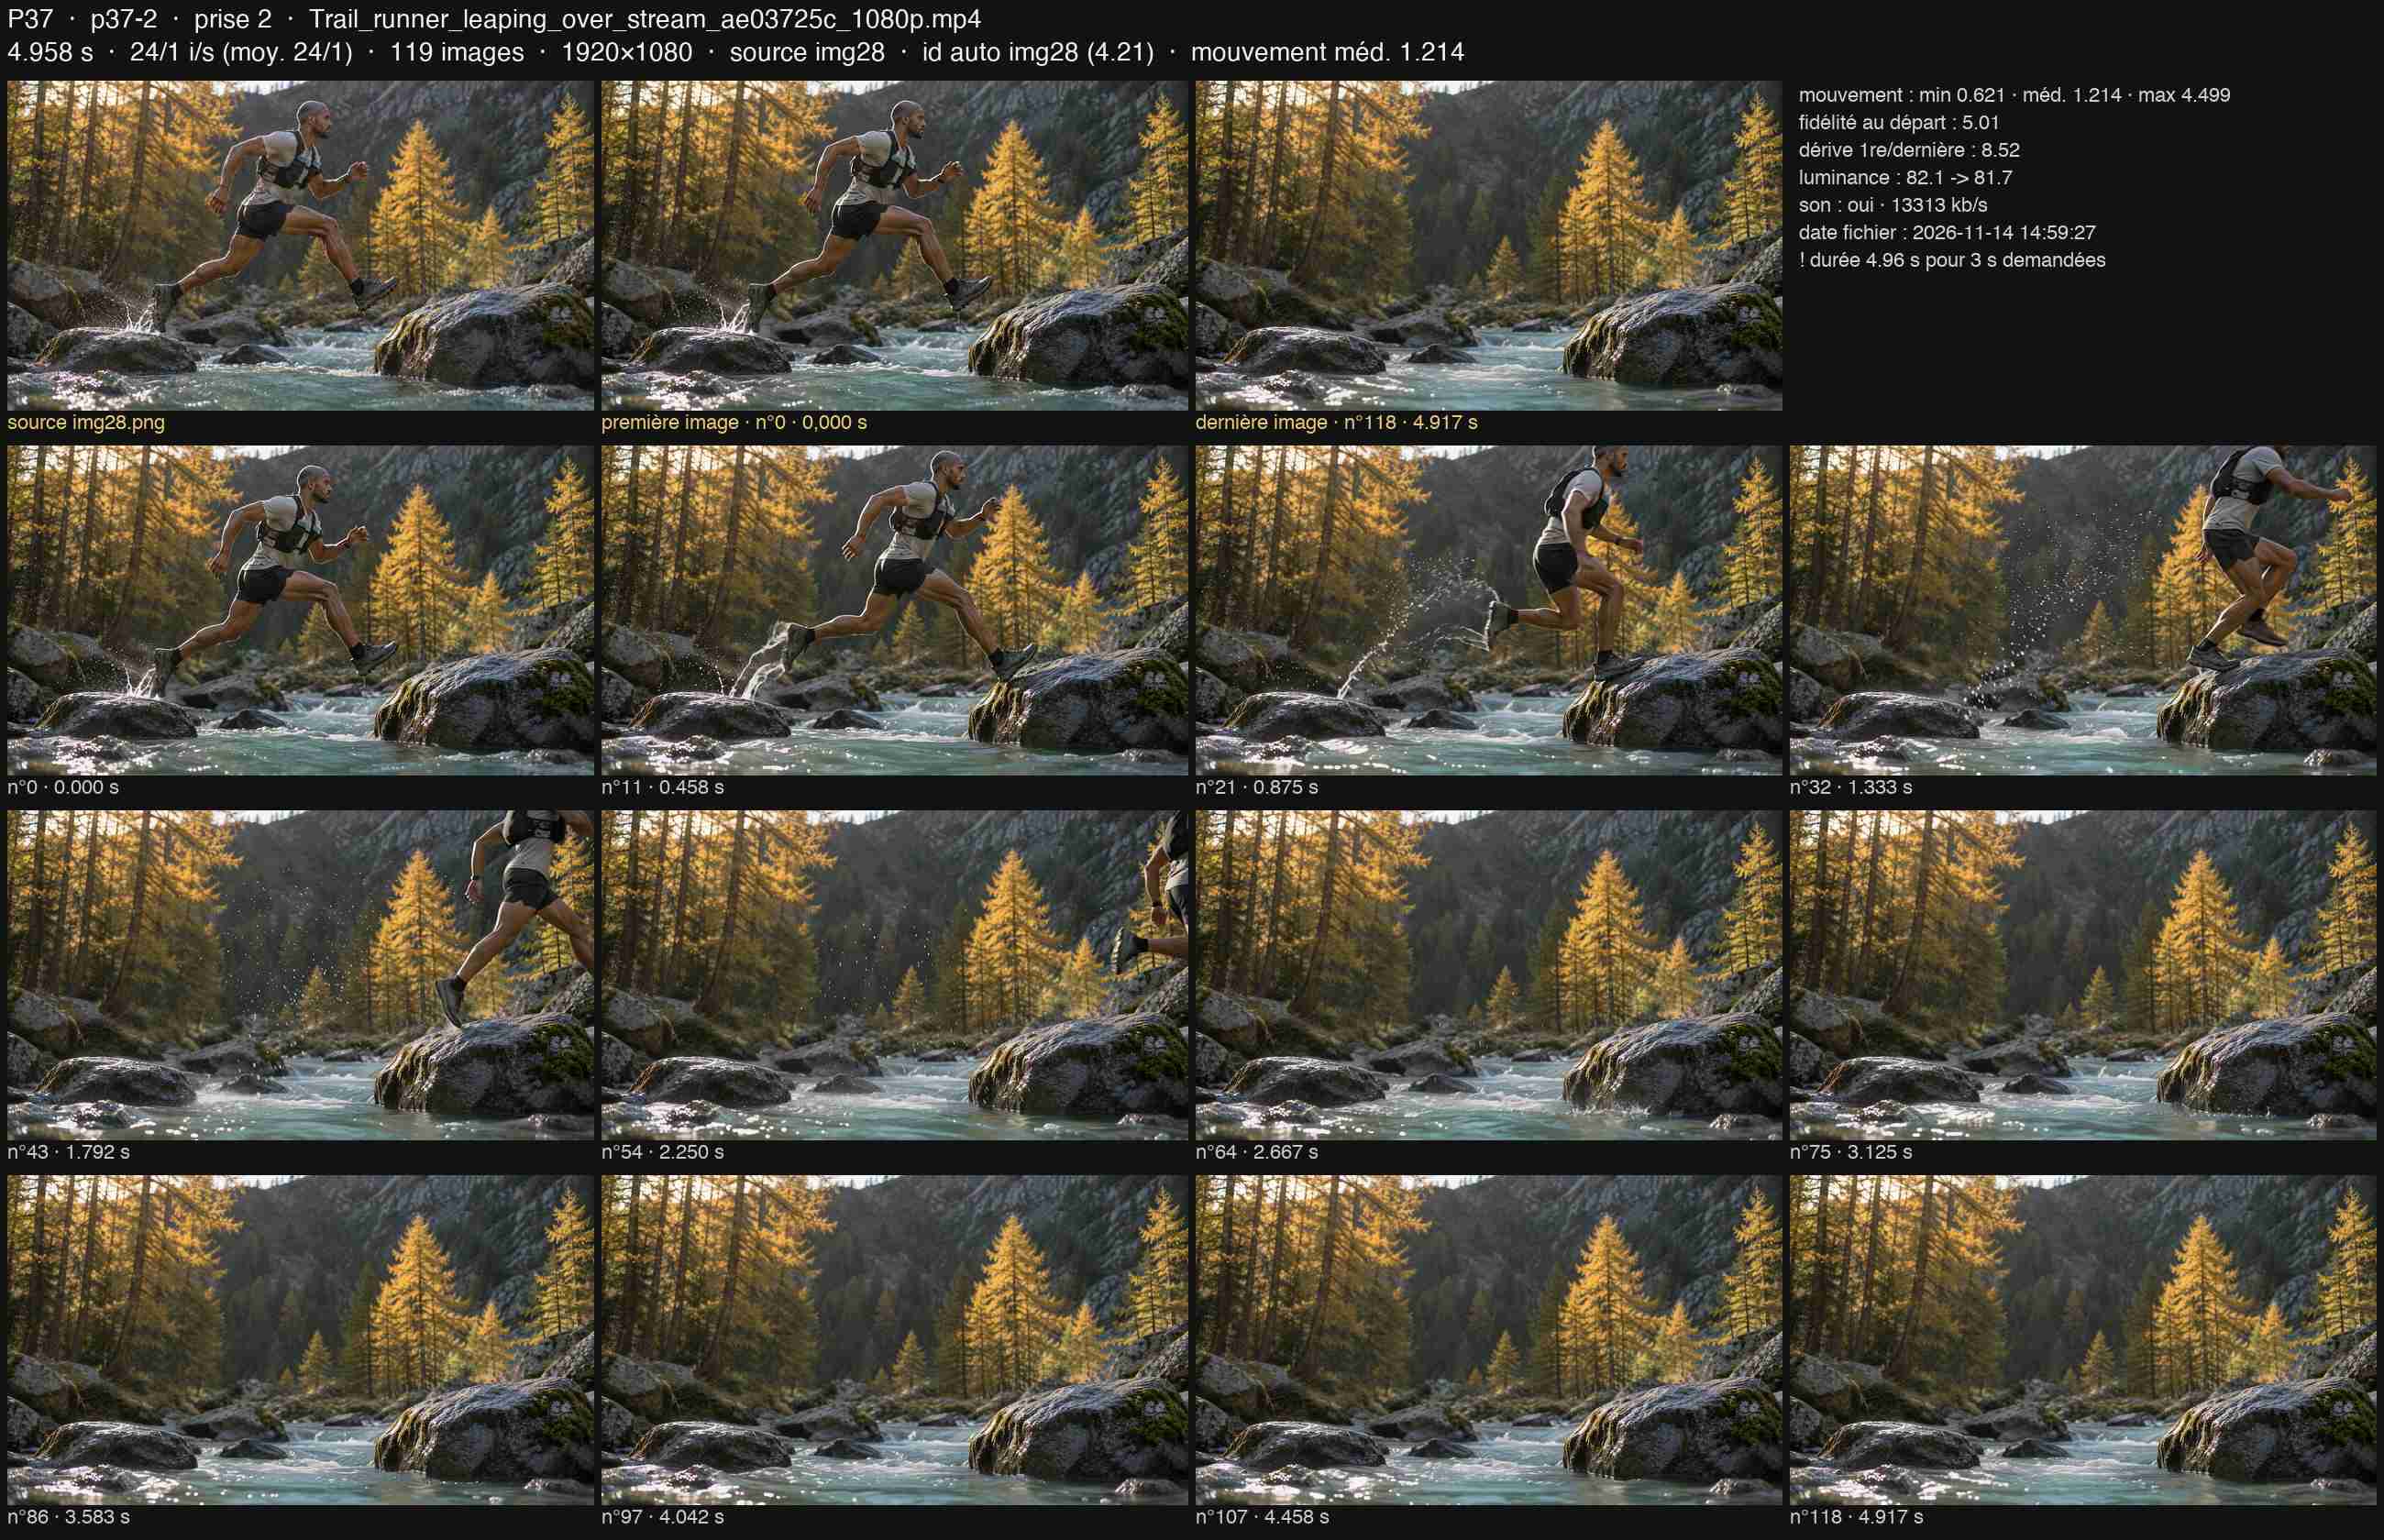 P37 · p37-2 · prise 2 · Trail_runner_leaping_over_stream_ae03725c_1080p.mp4
4.958 s · 24/1 i/s (moy. 24/1) · 119 images · 1920×1080 · source img28 · id auto img28 (4.21) · mouvement méd. 1.214
mouvement : min 0.621 · méd. 1.214 · max 4.499
fidélité au départ : 5.01
dérive 1re/dernière : 8.52
luminance : 82.1 -> 81.7
son : oui · 13313 kb/s
date fichier : 2026-11-14 14:59:27
! durée 4.96 s pour 3 s demandées
source img28.png
première image · n°0 · 0,000 s
dernière image · n°118 · 4.917 s
n°0 · 0.000 s
n°11 · 0.458 s
n°21 · 0.875 s
n°32 · 1.333 s
n°43 · 1.792 s
n°54 · 2.250 s
n°64 · 2.667 s
n°75 · 3.125 s
n°86 · 3.583 s
n°97 · 4.042 s
n°107 · 4.458 s
n°118 · 4.917 s